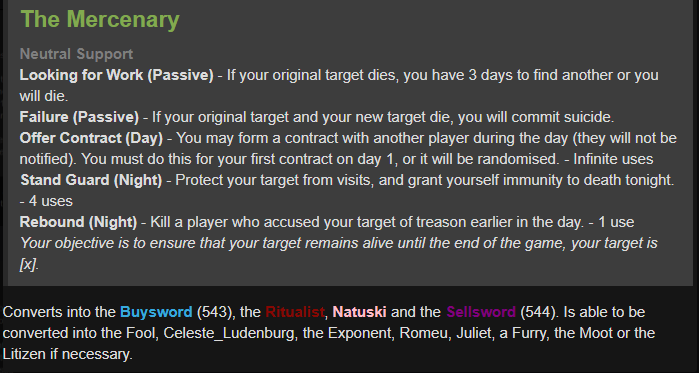 The Mercenary
Neutral Support
Looking for Work (Passive) - If your original target dies, you have 3 days to find another or you
will die.
Failure (Passive) - If your original target and your new target die, you will commit suicide.
Offer Contract (Day) - You may form a contract with another player during the day (they will not be
notified). You must do this for your first contract on day 1, or it will be randomised. - Infinite uses
Stand Guard (Night) - Protect your target from visits, and grant yourself immunity to death tonight.
- 4 uses
Rebound (Night) - Kill a player who accused your target of treason earlier in the day. - 1 use
Your objective is to ensure that your target remains alive until the end of the game, your target is
[x].
Converts into the Buysword (543), the Ritualist, Natuski and the Sellsword (544). Is able to be
converted into the Fool, Celeste_Ludenburg, the Exponent, Romeu, Juliet, a Furry, the Moot or the
Litizen if necessary.